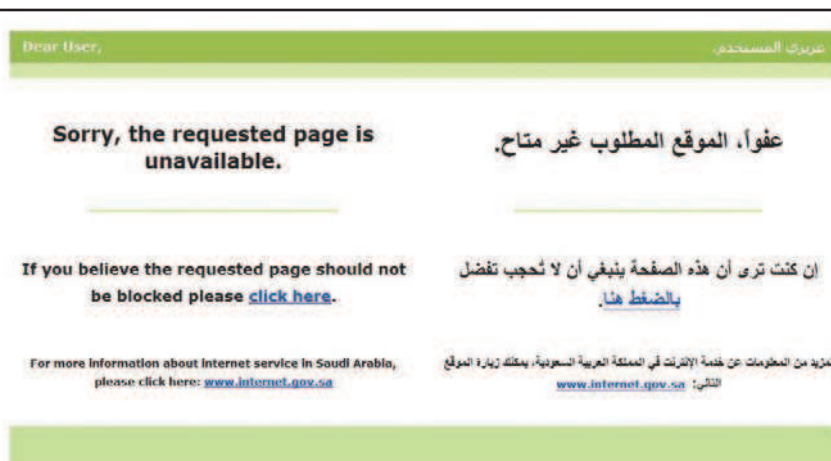 Dear User,
عزيزي المستخدم،
Sorry, the requested page is
unavailable.
عفواً، الموقع المطلوب غير متاح.
If you believe the requested page should not
be blocked please click here.
إن كنت ترى أن هذه الصفحة ينبغي أن لا تُحجب تفضل
بالضغط هنا.
For more information about internet service in Saudi Arabia,
please click here: www.internet.gov.sa
لمزيد من المعلومات عن خدمة الإنترنت في المملكة العربية السعودية، يمكنك زيارة الموقع
التالي: www.internet.gov.sa